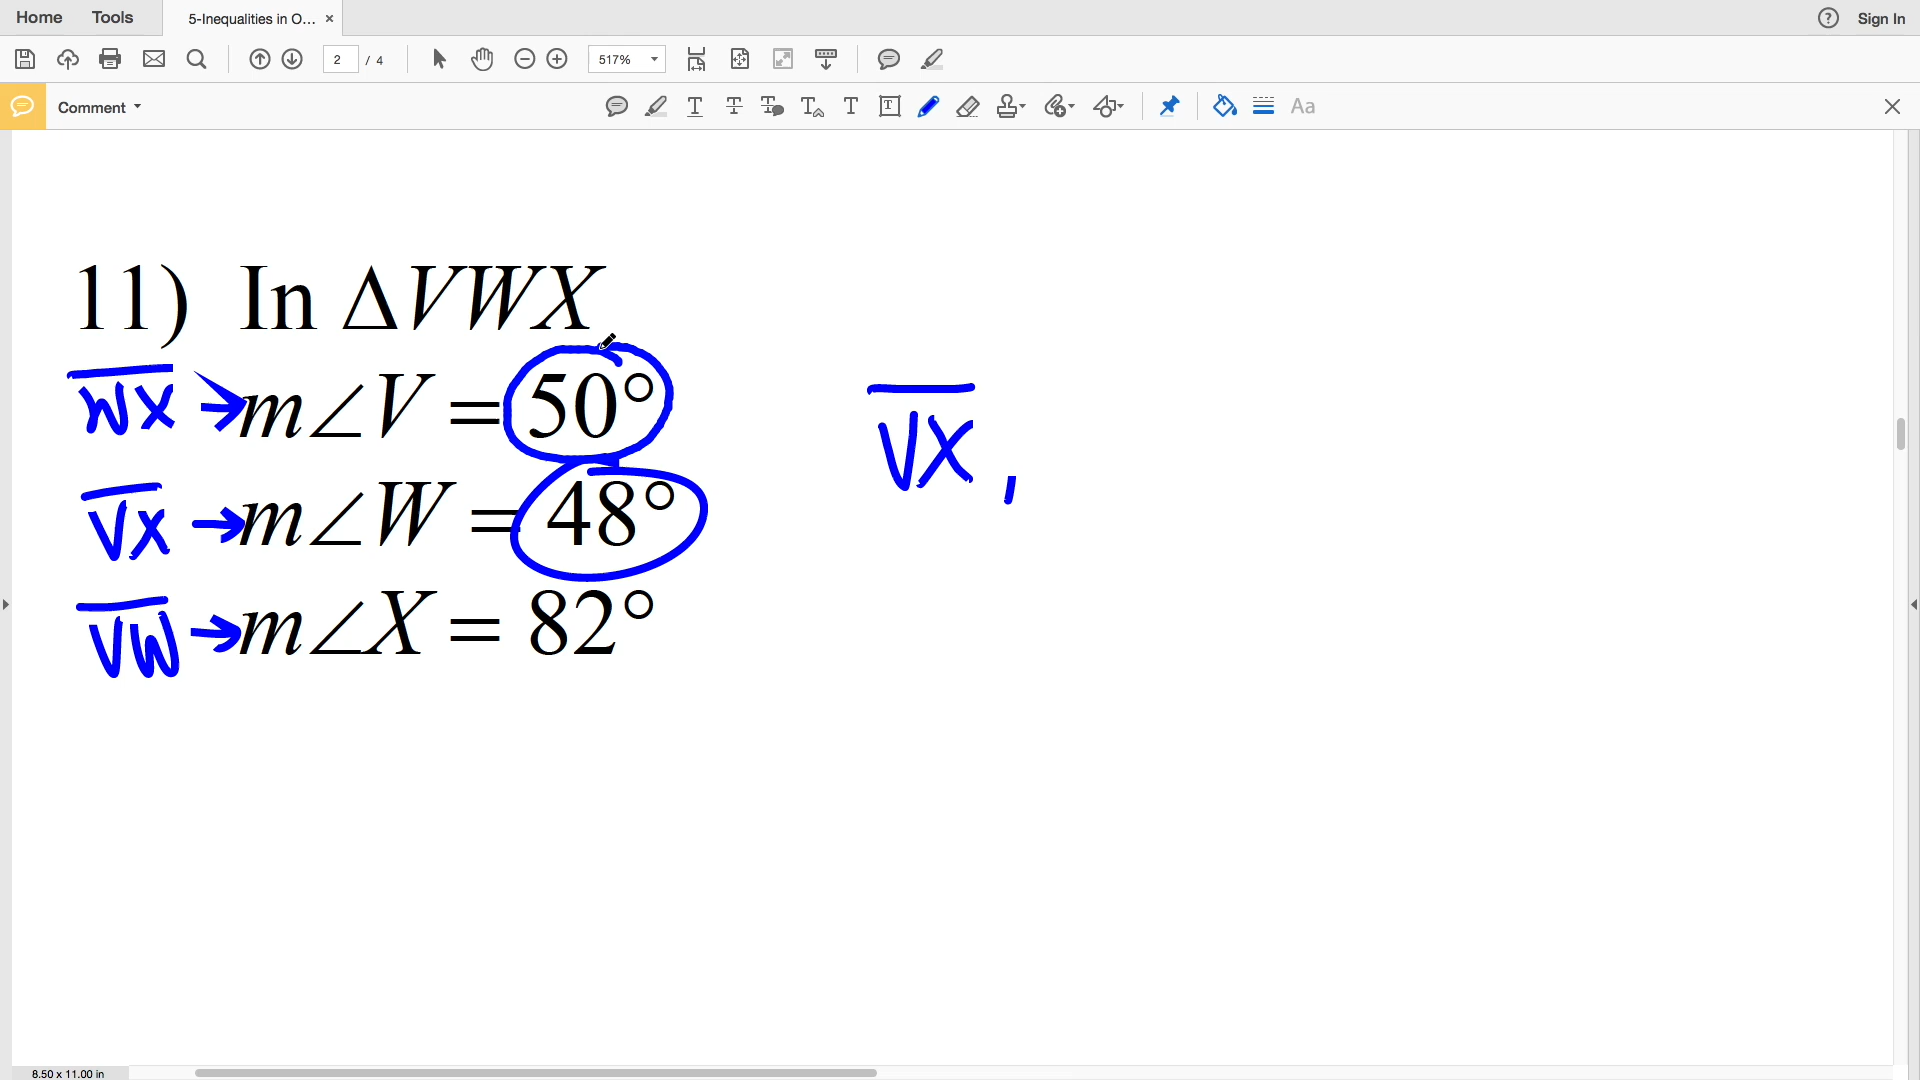 Home Tools 5-Inequalities in O... × ? Sign In
2 / 4 517%
Comment T T T T T T Aa
11) In ΔVWX
WX → m∠V = 50°
VX ,
VX → m∠W = 48°
VW → m∠X = 82°
8.50 x 11.00 in